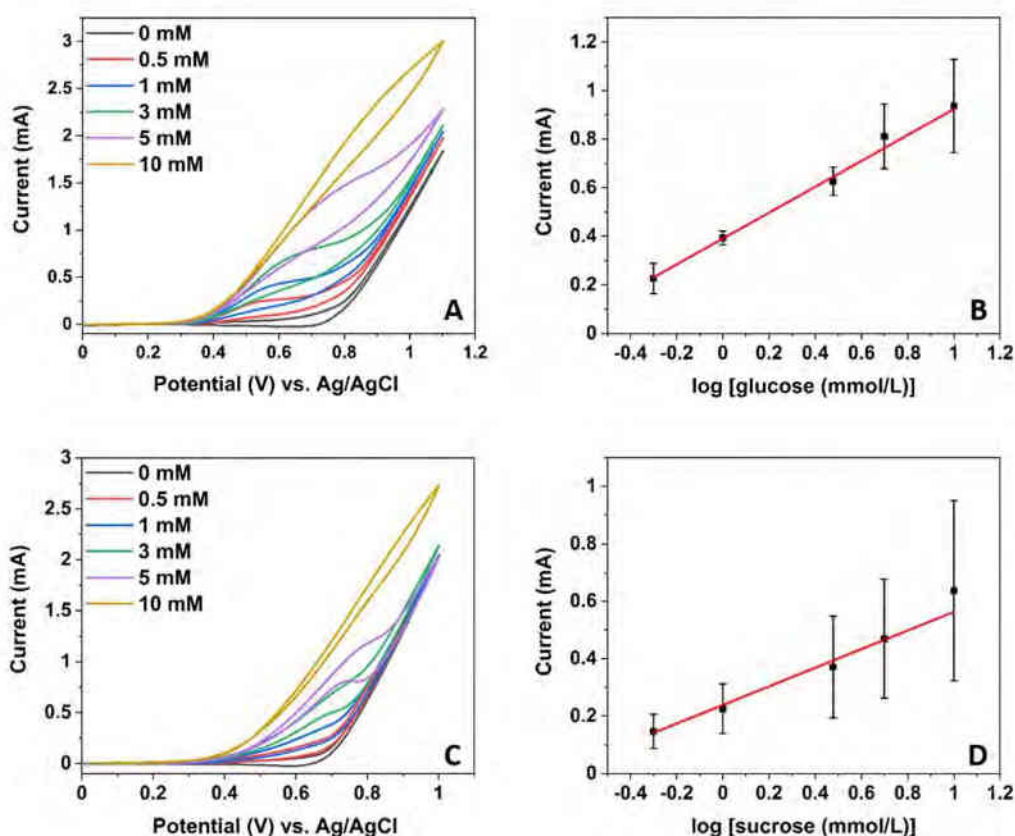 3
2.5
2
1.5
1
0.5
0
Current (mA)
0 mM
0.5 mM
1 mM
3 mM
5 mM
10 mM
A
0 0.2 0.4 0.6 0.8 1 1.2
Potential (V) vs. Ag/AgCl
1.2
1
0.8
0.6
0.4
0.2
0
Current (mA)
B
-0.4 -0.2 0 0.2 0.4 0.6 0.8 1 1.2
log [glucose (mmol/L)]
3
2.5
2
1.5
1
0.5
0
Current (mA)
0 mM
0.5 mM
1 mM
3 mM
5 mM
10 mM
C
0 0.2 0.4 0.6 0.8 1
Potential (V) vs. Ag/AgCl
1
0.8
0.6
0.4
0.2
0
Current (mA)
D
-0.4 -0.2 0 0.2 0.4 0.6 0.8 1 1.2
log [sucrose (mmol/L)]